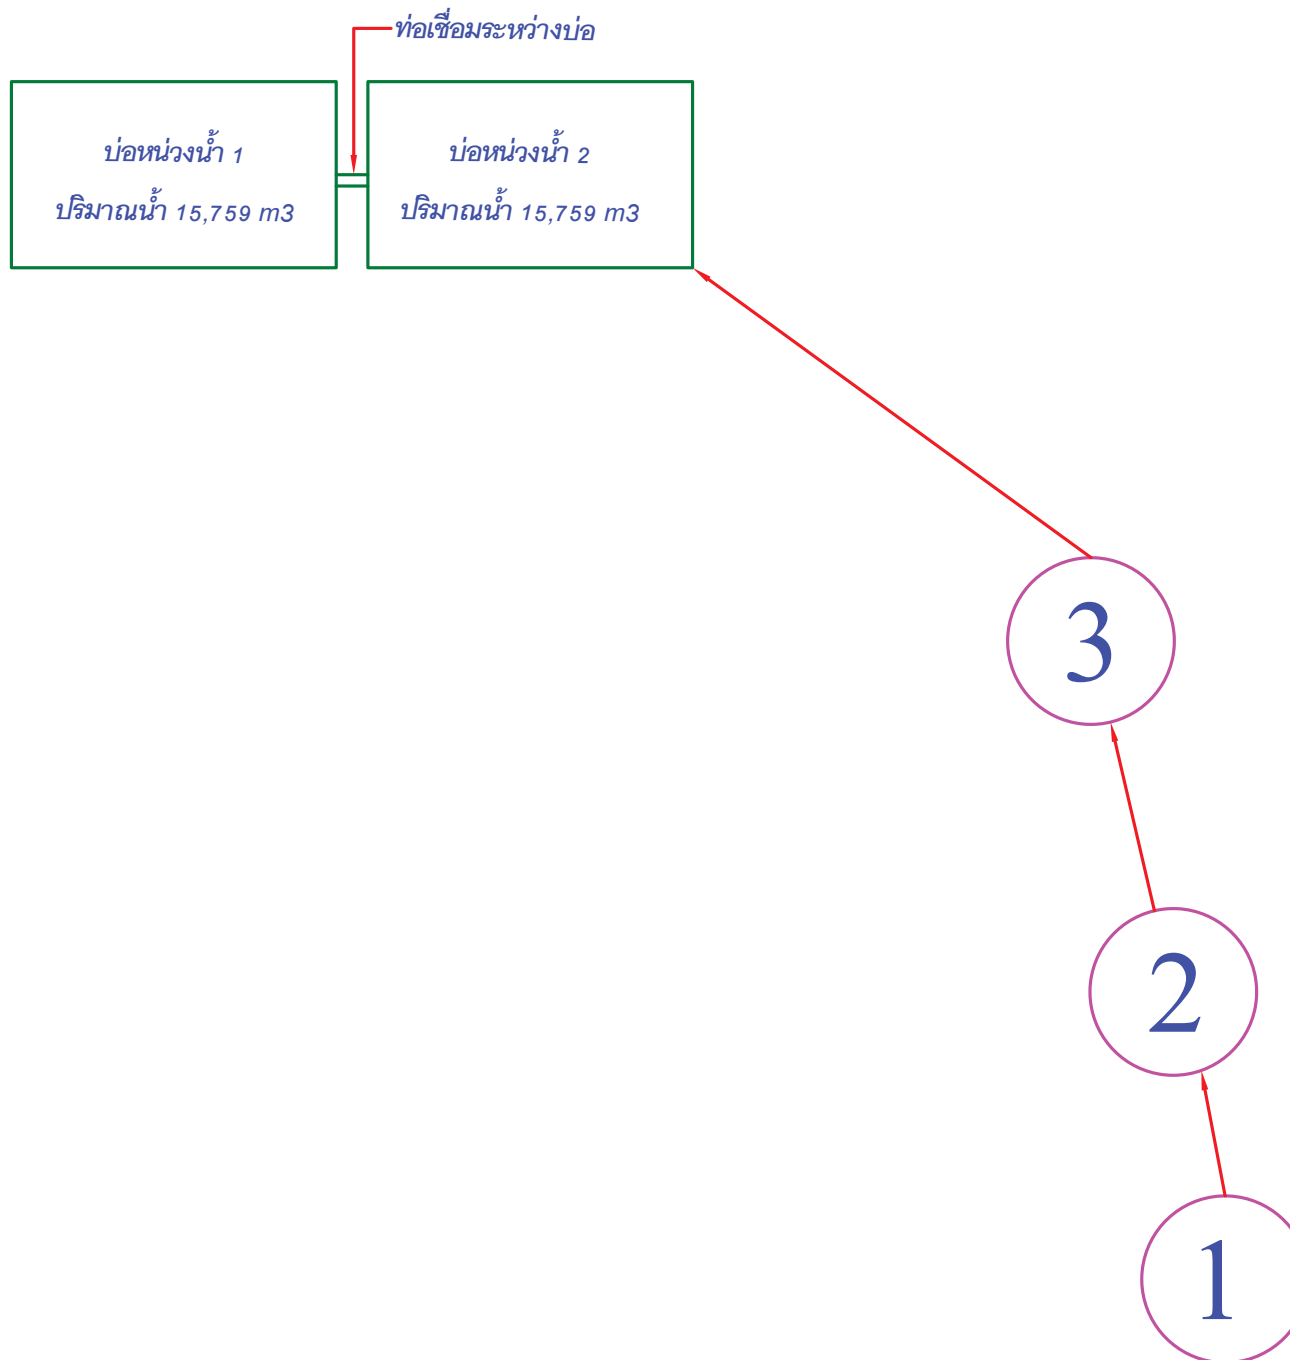 ท่อเชื่อมระหว่างบ่อ
บ่อหน่วงน้ำ 1
ปริมาณน้ำ 15,759 m3
บ่อหน่วงน้ำ 2
ปริมาณน้ำ 15,759 m3
3
2
1